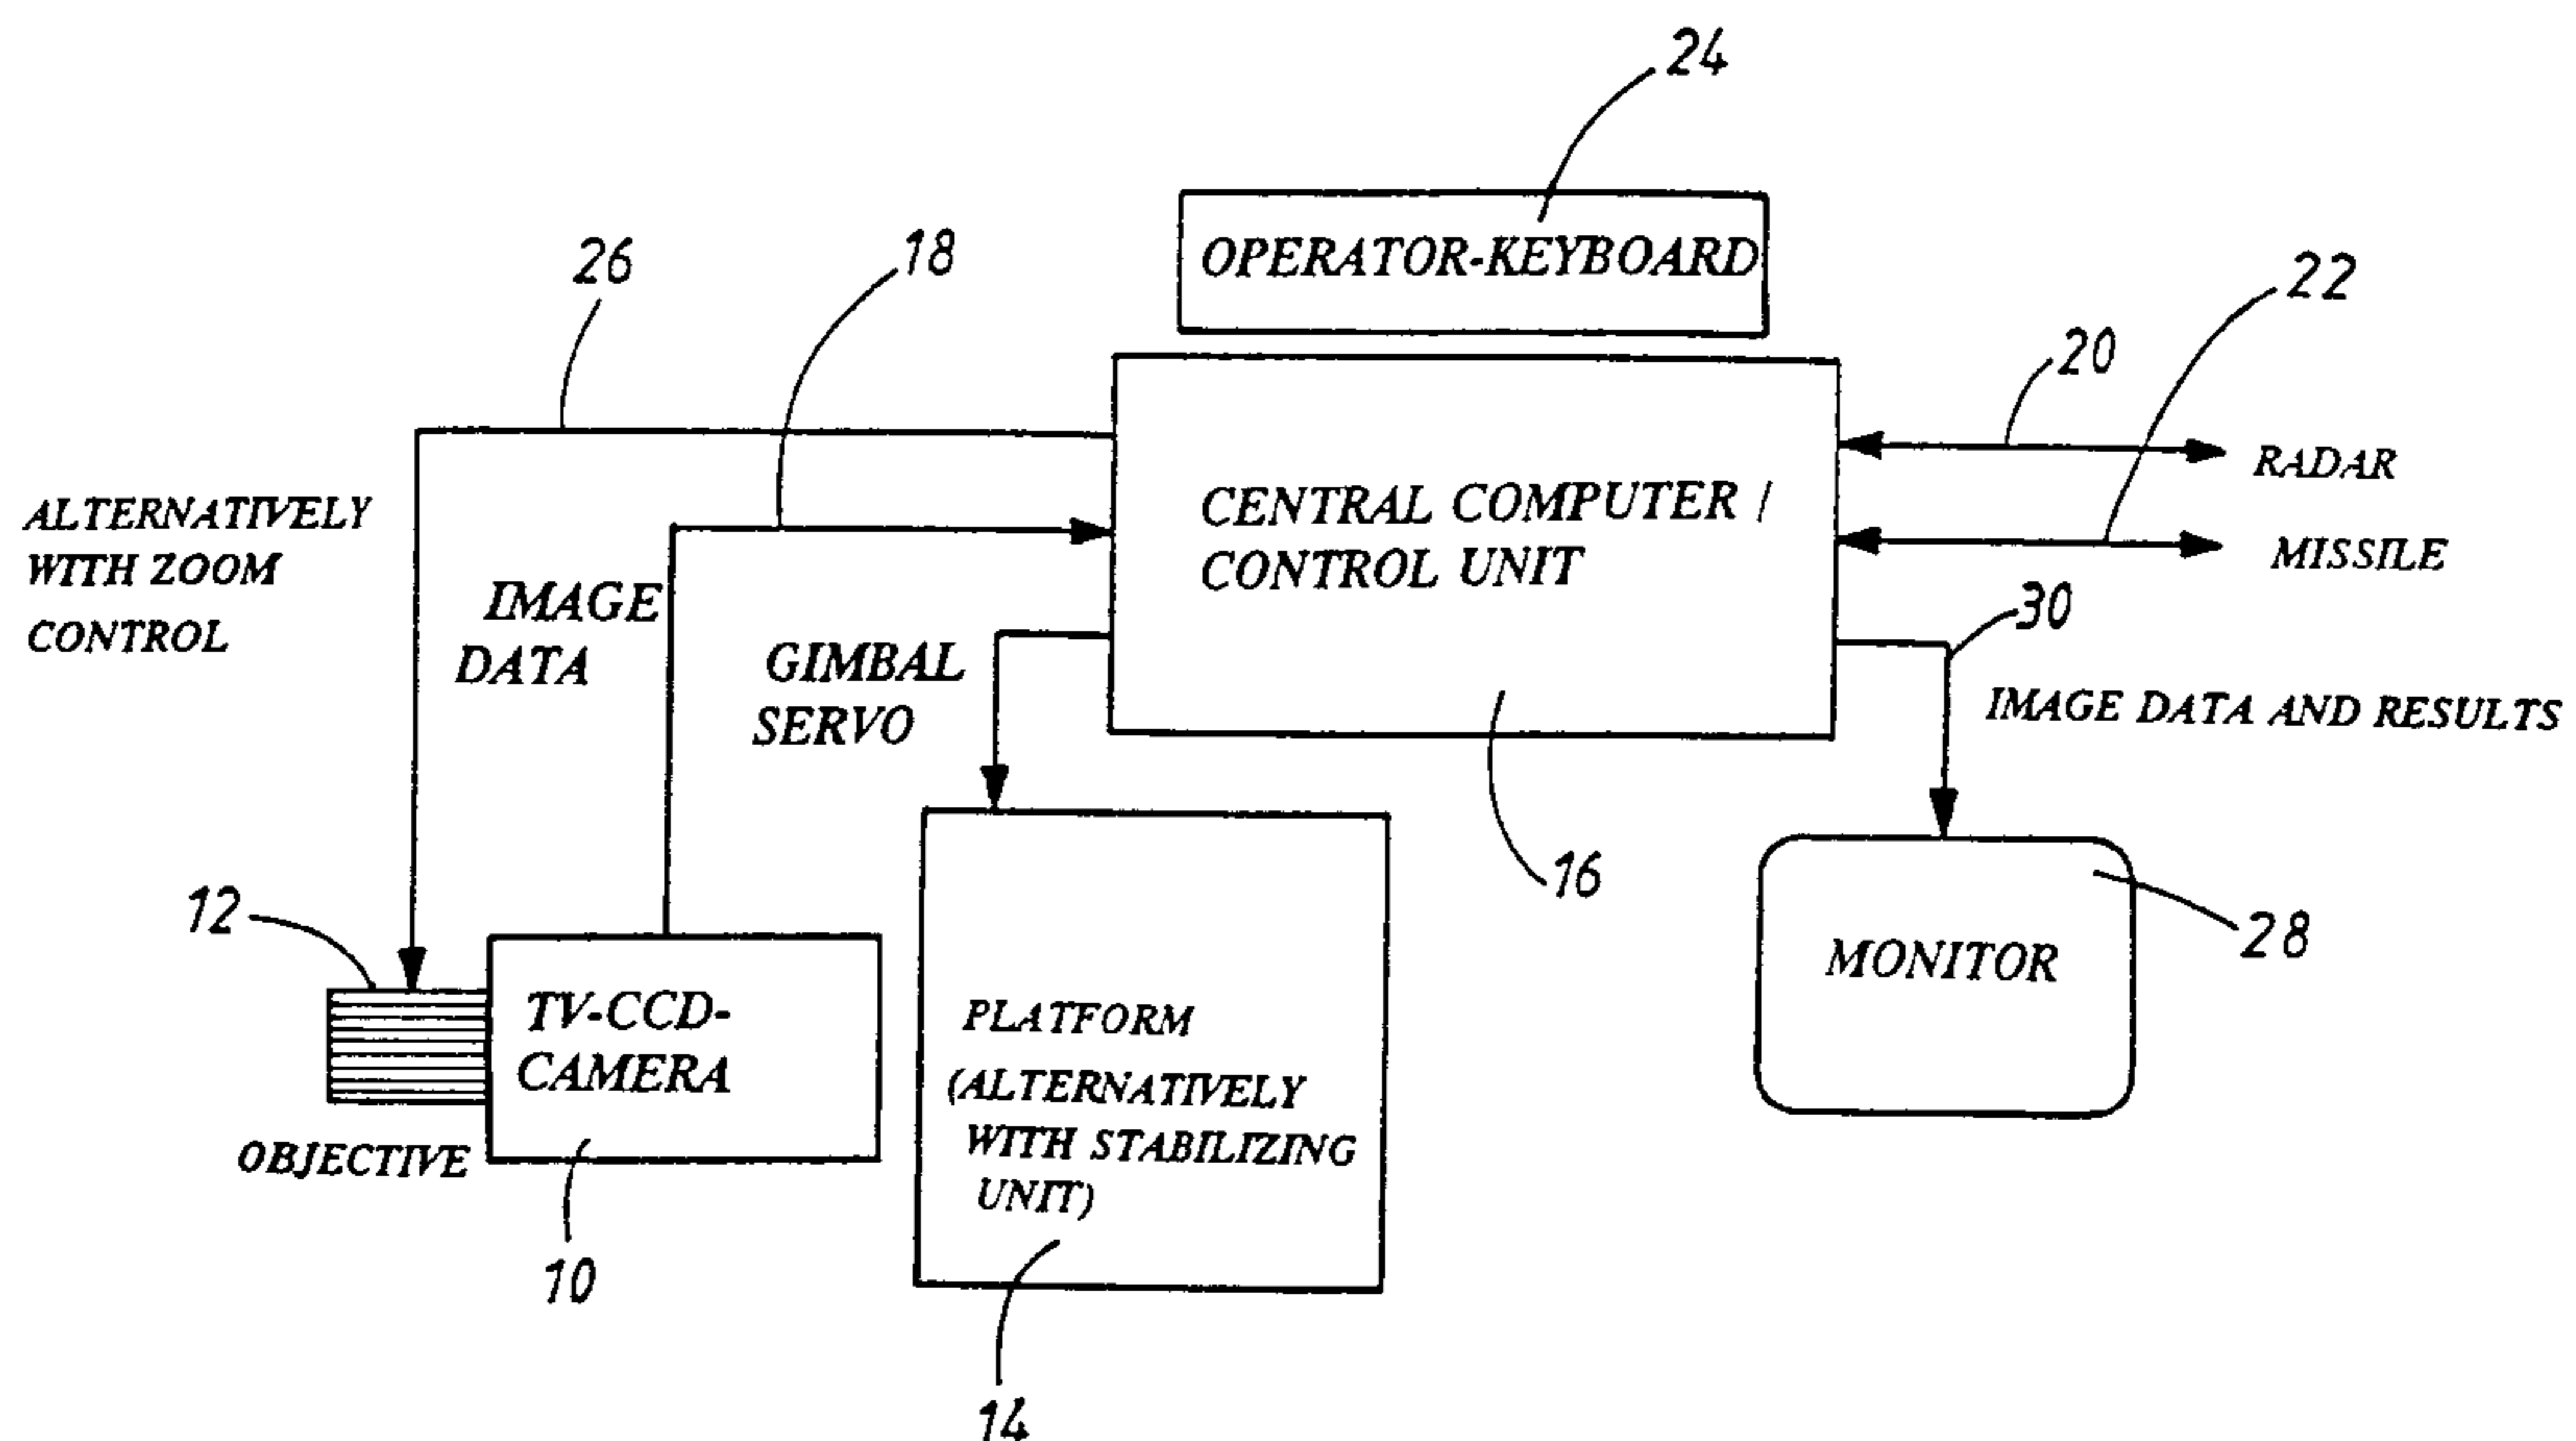 24
OPERATOR-KEYBOARD
26
18
22
20
RADAR
MISSILE
CENTRAL COMPUTER /
CONTROL UNIT
ALTERNATIVELY
WITH ZOOM
CONTROL
IMAGE
DATA
GIMBAL
SERVO
30
IMAGE DATA AND RESULTS
16
12
TV-CCD-
CAMERA
OBJECTIVE
10
PLATFORM
(ALTERNATIVELY
WITH STABILIZING
UNIT)
14
MONITOR
28